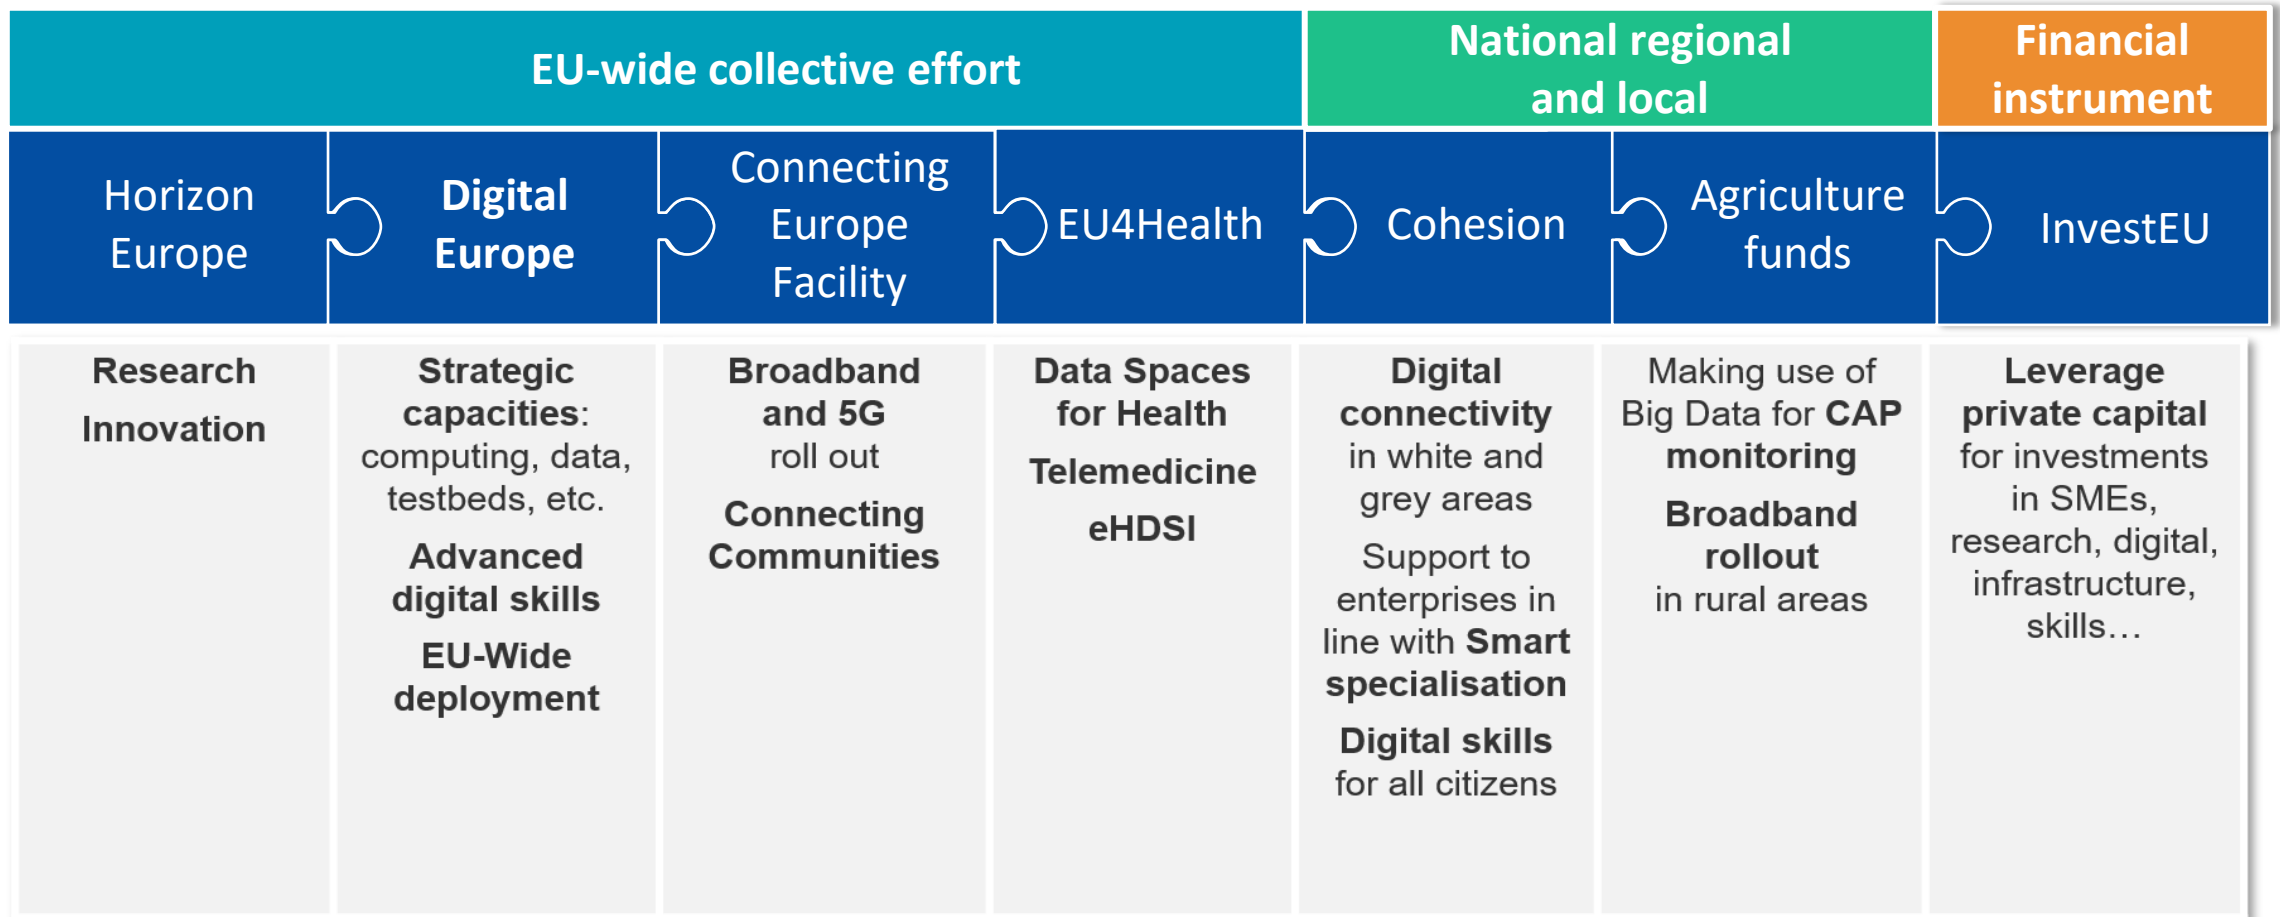 EU-wide collective effort
National regional
and local
Financial
instrument
Horizon
Europe
Digital
Europe
Connecting
Europe
Facility
EU4Health
Cohesion
Agriculture
funds
InvestEU
Research
Innovation
Strategic
capacities:
computing, data,
testbeds, etc.
Advanced
digital skills
EU-Wide
deployment
Broadband
and 5G
roll out
Connecting
Communities
Data Spaces
for Health
Telemedicine
eHDSI
Digital
connectivity
in white and
grey areas
Support to
enterprises in
line with Smart
specialisation
Digital skills
for all citizens
Making use of
Big Data for CAP
monitoring
Broadband
rollout
in rural areas
Leverage
private capital
for investments
in SMEs,
research, digital,
infrastructure,
skills…